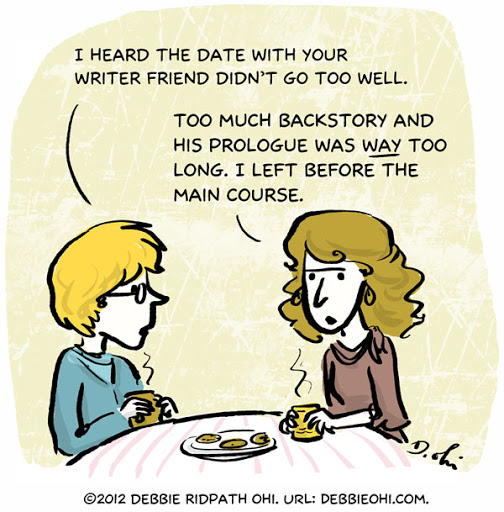 I HEARD THE DATE WITH YOUR
WRITER FRIEND DIDN'T GO TOO WELL.
TOO MUCH BACKSTORY AND
HIS PROLOGUE WAS WAY TOO
LONG. I LEFT BEFORE THE
MAIN COURSE.
D. Ohi
©2012 DEBBIE RIDPATH OHI. URL: DEBBIEOHI.COM.